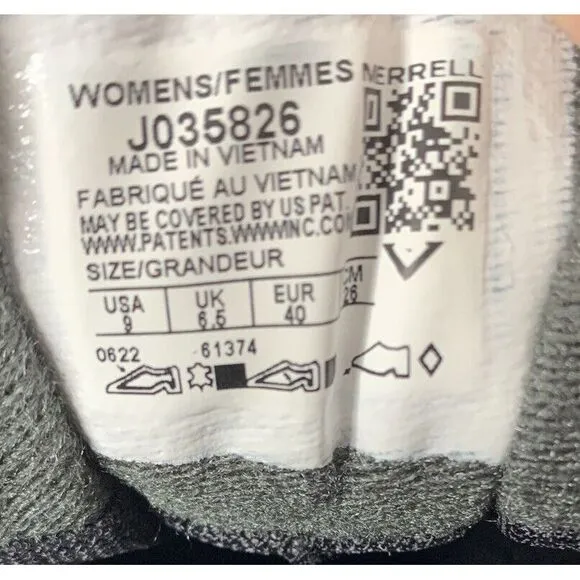 WOMENS/FEMMES MERRELL
J035826
MADE IN VIETNAM
FABRIQUÉ AU VIETNAM
MAY BE COVERED BY US PAT.
WWW.PATENTS.WWWINC.CO
SIZE/GRANDEUR
USA UK EUR CM
9 6.5 40 26
0622 61374